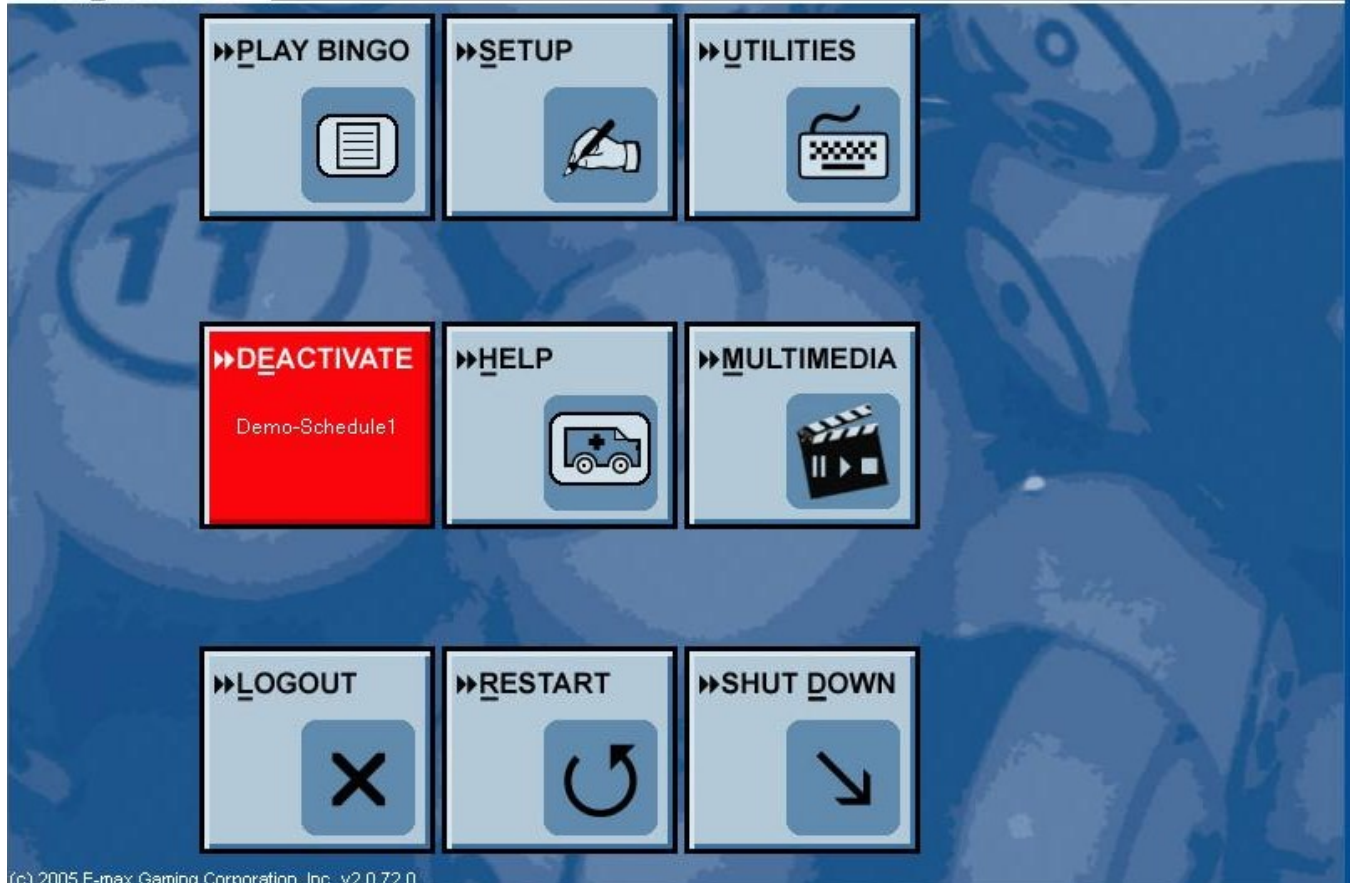 PLAY BINGO
SETUP
UTILITIES
11
DEACTIVATE
Demo-Schedule1
HELP
MULTIMEDIA
LOGOUT
RESTART
SHUT DOWN
(c) 2005 E-max Gaming Corporation, Inc. v2.0.72.0